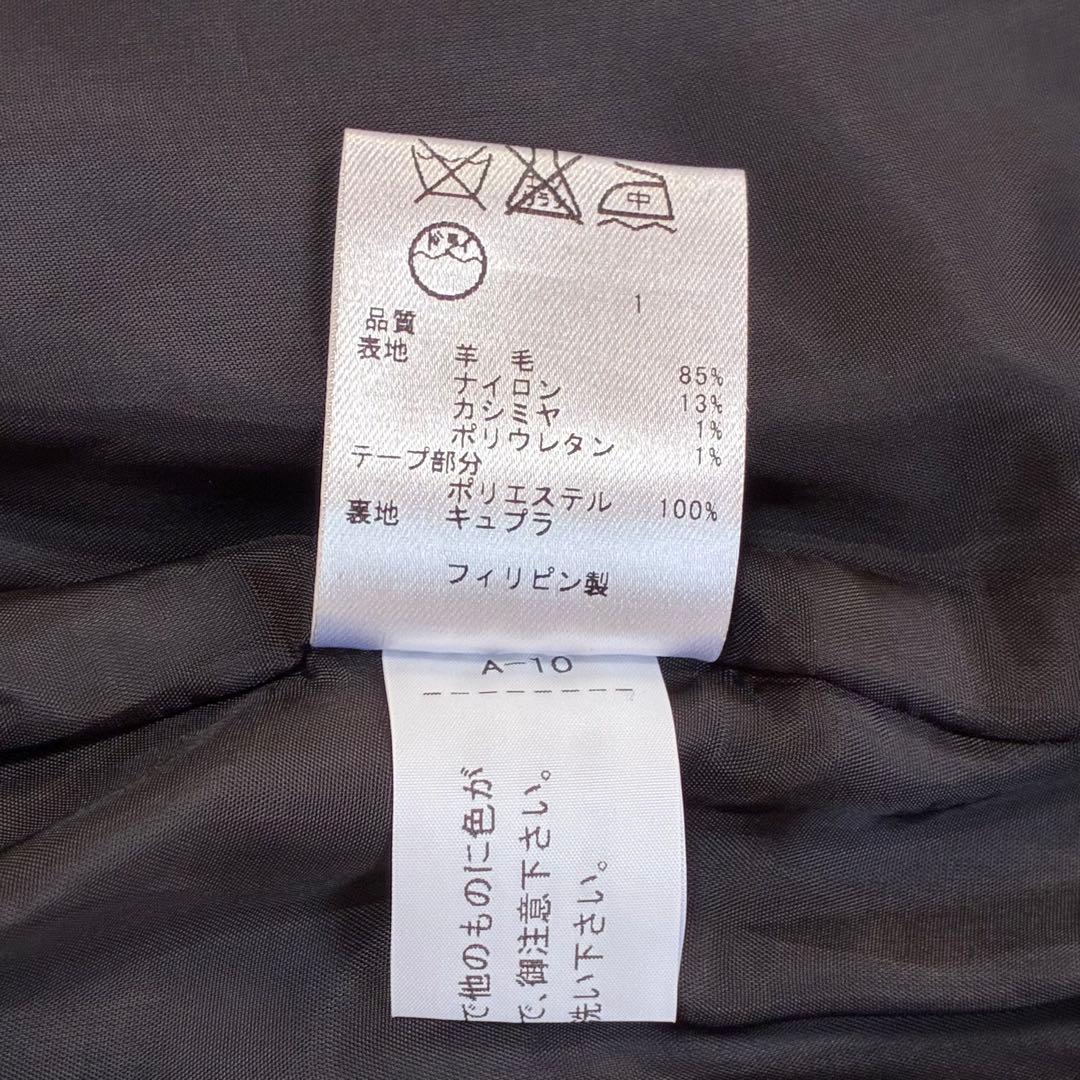 中
ドライ
1
品質
表地 羊 毛 85%
ナイロン 13%
カシミヤ 1%
ポリウレタン 1%
テープ部分
ポリエステル 100%
裏地 キュプラ
フィリピン製
A-10
で他のものに色が
で、御注意下さい。
洗い下さい。